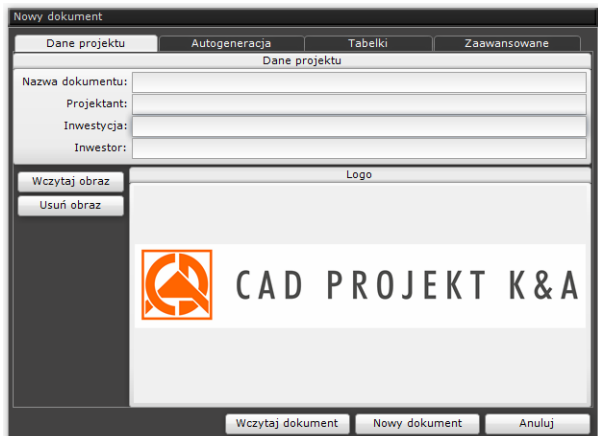 Nowy dokument
Dane projektu Autogeneracja Tabelki Zaawansowane
Dane projektu
Nazwa dokumentu:
Projektant:
Inwestycja:
Inwestor:
Wczytaj obraz
Logo
Usuń obraz
CAD PROJEKT K&A
Wczytaj dokument Nowy dokument Anuluj